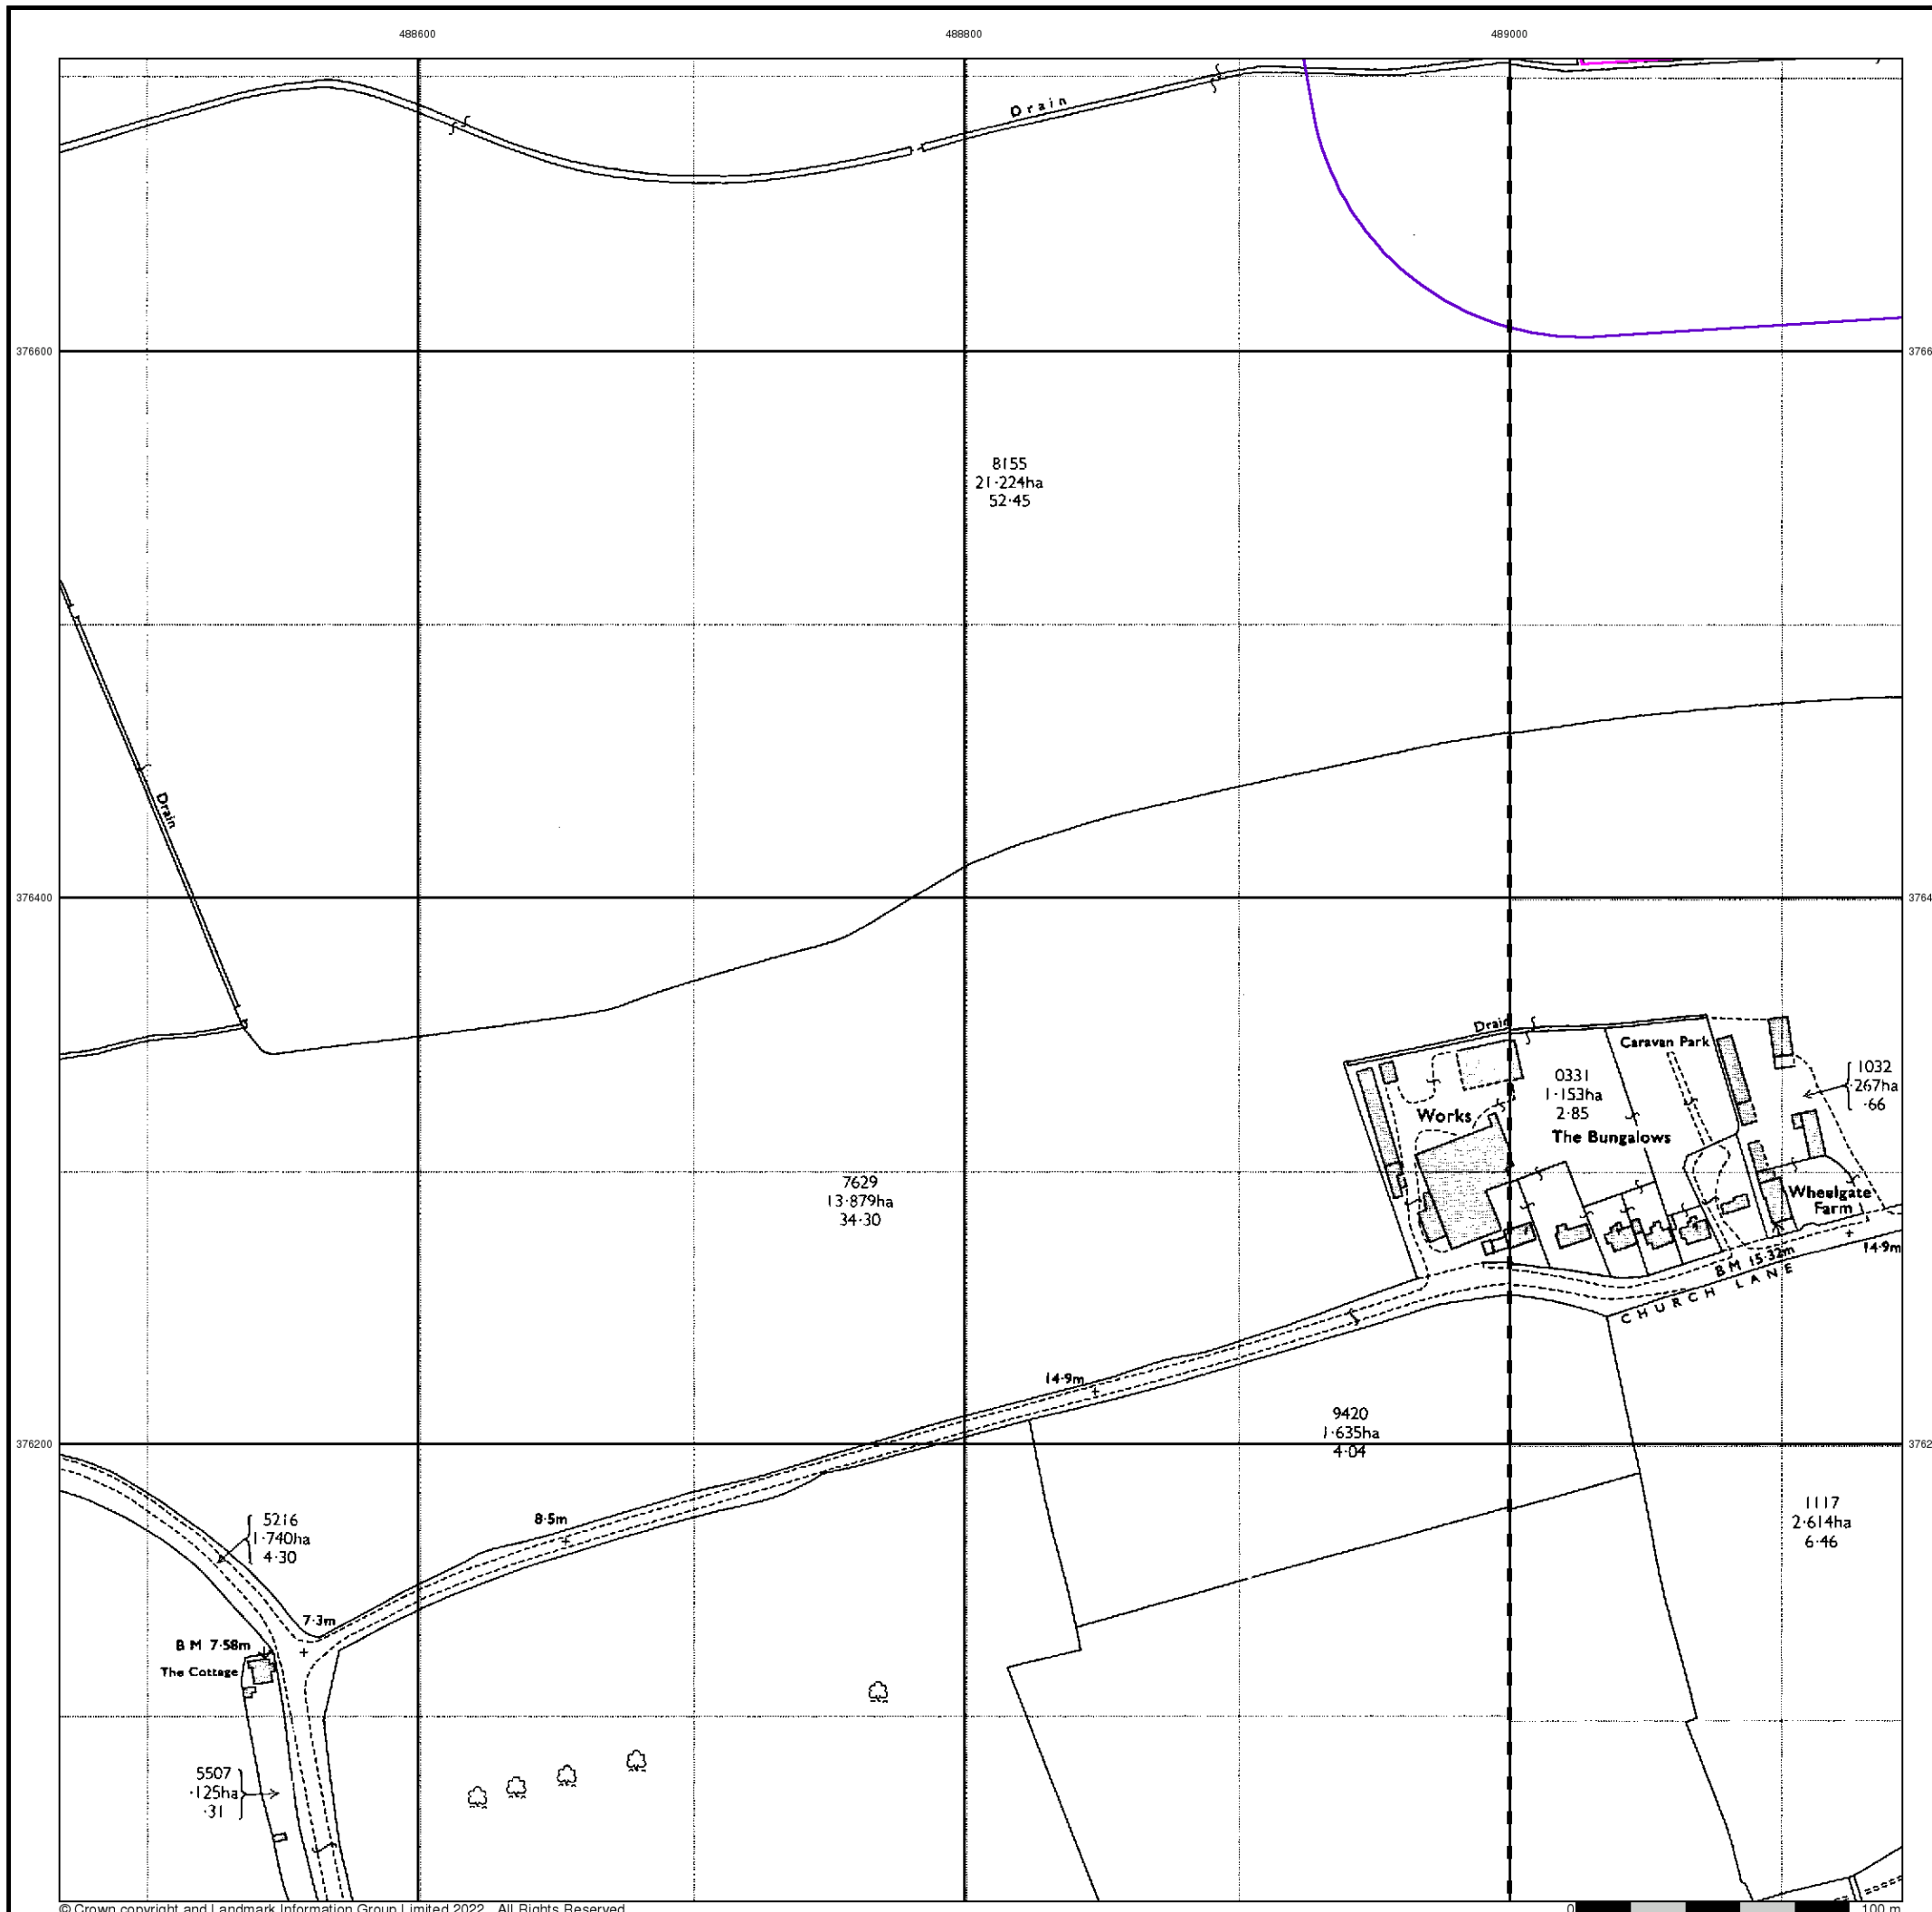 488600
488800
489000
Drain
376600
3766
8155
21·224ha
52·45
Drain
376400
3764
Drain
Caravan Park
1032
·267ha
·66
0331
1·153ha
2·85
Works
The Bungalows
7629
13·879ha
34·30
Wheelgate
Farm
BM 15·32m
14·9m
CHURCH LANE
14·9m
9420
1·635ha
4·04
376200
3762
1117
2·614ha
6·46
8·5m
5216
1·740ha
4·30
7·3m
B M 7·58m
The Cottage
5507
·125ha
·31
© Crown copyright and Landmark Information Group Limited 2022. All Rights Reserved.
0
100 m